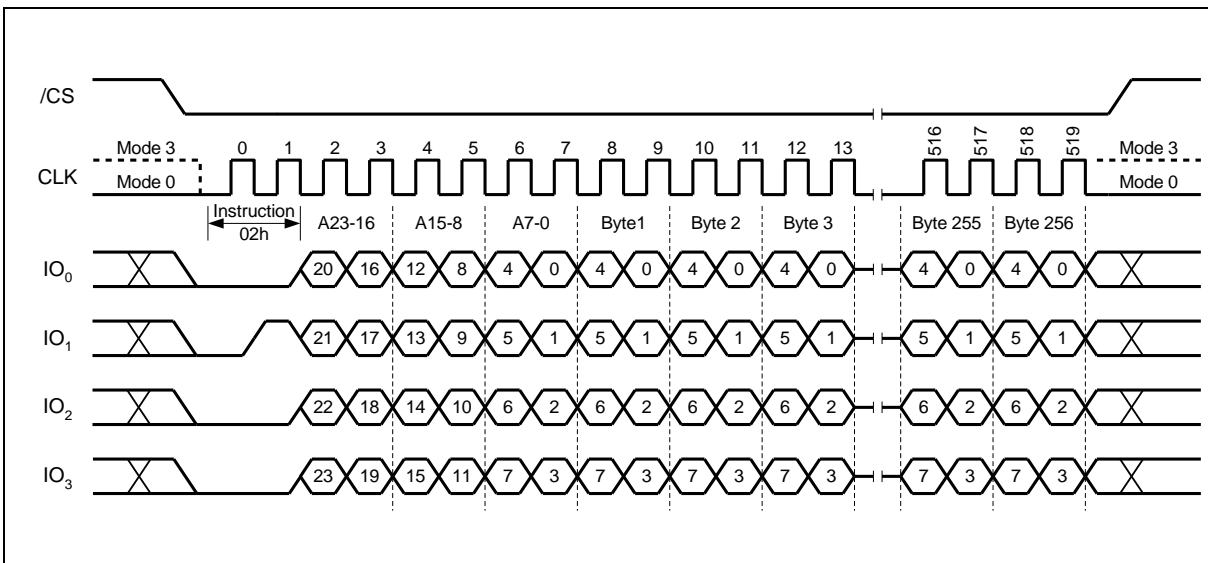 /CS
Mode 3 0 1 2 3 4 5 6 7 8 9 10 11 12 13 516 517 518 519 Mode 3
CLK
Mode 0 Mode 0
Instruction
02h
A23-16 A15-8 A7-0 Byte1 Byte 2 Byte 3 Byte 255 Byte 256
IO0 20 16 12 8 4 0 4 0 4 0 4 0 4 0 4 0
IO1 21 17 13 9 5 1 5 1 5 1 5 1 5 1 5 1
IO2 22 18 14 10 6 2 6 2 6 2 6 2 6 2 6 2
IO3 23 19 15 11 7 3 7 3 7 3 7 3 7 3 7 3